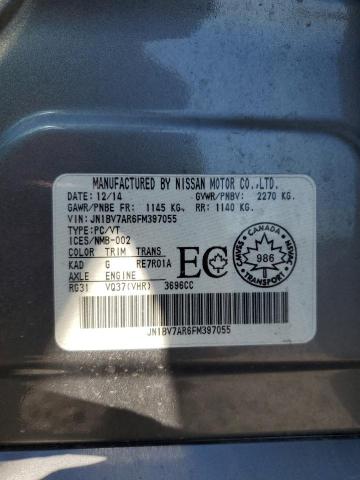 MANUFACTURED BY NISSAN MOTOR CO.,LTD.
DATE: 12/14 GVWR/PNBV: 2270 KG.
GAWR/PNBE FR: 1145 KG. RR: 1140 KG.
VIN: JN1BV7AR6FM397055
TYPE:PC/VT
ICES/NMB-002
COLOR TRIM TRANS
KAD G RE7R01A
AXLE ENGINE
RG31 VQ37(VHR) 3696CC
EC
CANADA
986
TRANSPORT
JN1BV7AR6FM397055